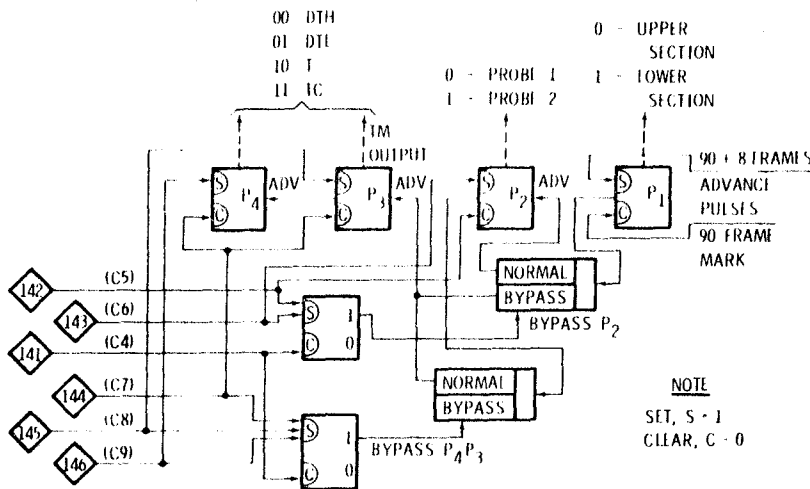 00 DTH
01 DTL
10 T
11 TC
0 - PROBE 1
1 - PROBE 2
0 - UPPER SECTION
1 - LOWER SECTION
TM OUTPUT
S
C
P4
ADV
S
C
P3
ADV
S
C
P2
ADV
S
C
P1
90 + 8 FRAMES
ADVANCE
PULSES
90 FRAME
MARK
142
(C5)
143
(C6)
141
(C4)
144
(C7)
145
(C8)
146
(C9)
S
C
1
0
NORMAL
BYPASS
BYPASS P2
NORMAL
BYPASS
S
C
1
0
BYPASS P4P3
NOTE
SET, S - 1
CLEAR, C - 0